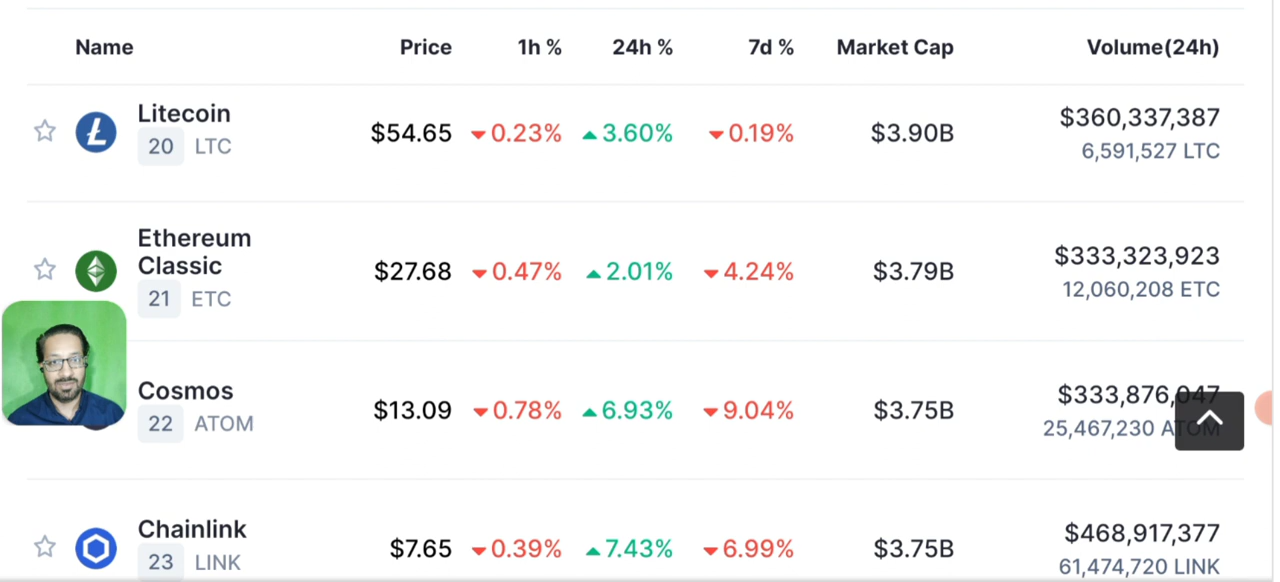 Name Price 1h % 24h % 7d % Market Cap Volume(24h)
Litecoin
20 LTC
$54.65 0.23% 3.60% 0.19% $3.90B
$360,337,387
6,591,527 LTC
Ethereum
Classic
21 ETC
$27.68 0.47% 2.01% 4.24% $3.79B
$333,323,923
12,060,208 ETC
Cosmos
22 ATOM
$13.09 0.78% 6.93% 9.04% $3.75B
$333,876,047
25,467,230 ATOM
Chainlink
23 LINK
$7.65 0.39% 7.43% 6.99% $3.75B
$468,917,377
61,474,720 LINK